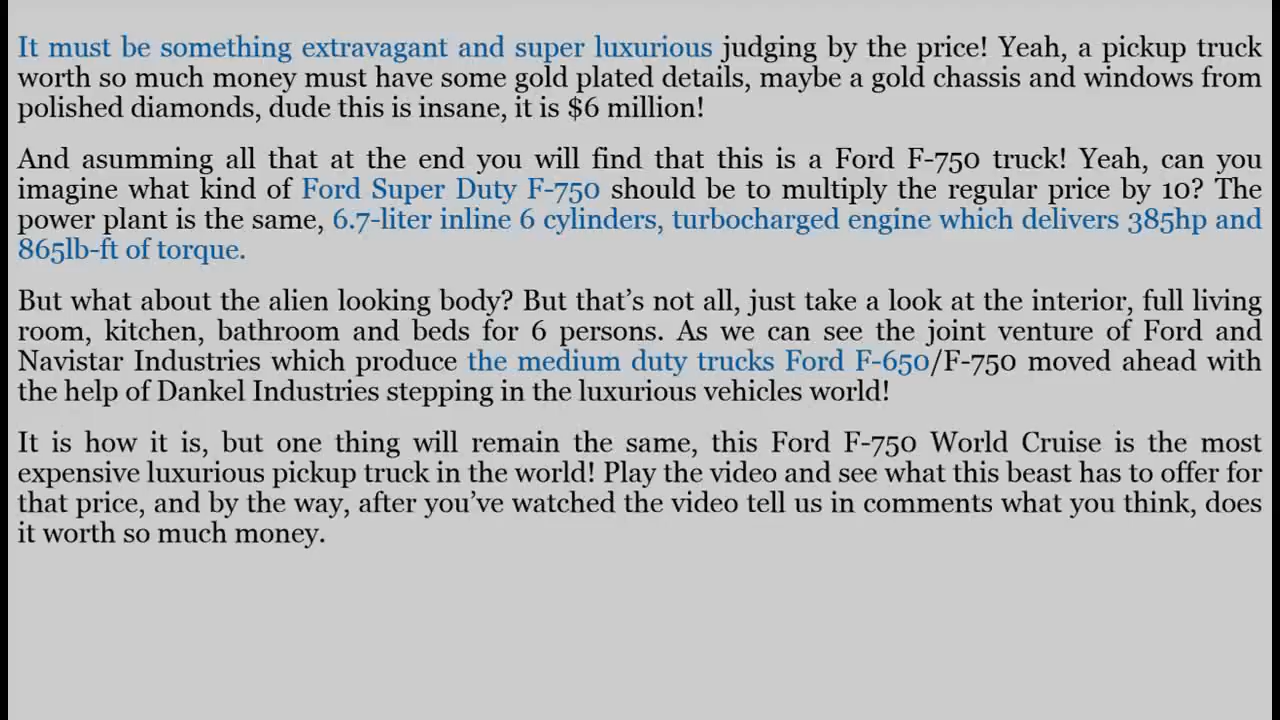 It must be something extravagant and super luxurious judging by the price! Yeah, a pickup truck
worth so much money must have some gold plated details, maybe a gold chassis and windows from
polished diamonds, dude this is insane, it is $6 million!
And asumming all that at the end you will find that this is a Ford F-750 truck! Yeah, can you
imagine what kind of Ford Super Duty F-750 should be to multiply the regular price by 10? The
power plant is the same, 6.7-liter inline 6 cylinders, turbocharged engine which delivers 385hp and
865lb-ft of torque.
But what about the alien looking body? But that’s not all, just take a look at the interior, full living
room, kitchen, bathroom and beds for 6 persons. As we can see the joint venture of Ford and
Navistar Industries which produce the medium duty trucks Ford F-650/F-750 moved ahead with
the help of Dankel Industries stepping in the luxurious vehicles world!
It is how it is, but one thing will remain the same, this Ford F-750 World Cruise is the most
expensive luxurious pickup truck in the world! Play the video and see what this beast has to offer for
that price, and by the way, after you’ve watched the video tell us in comments what you think, does
it worth so much money.